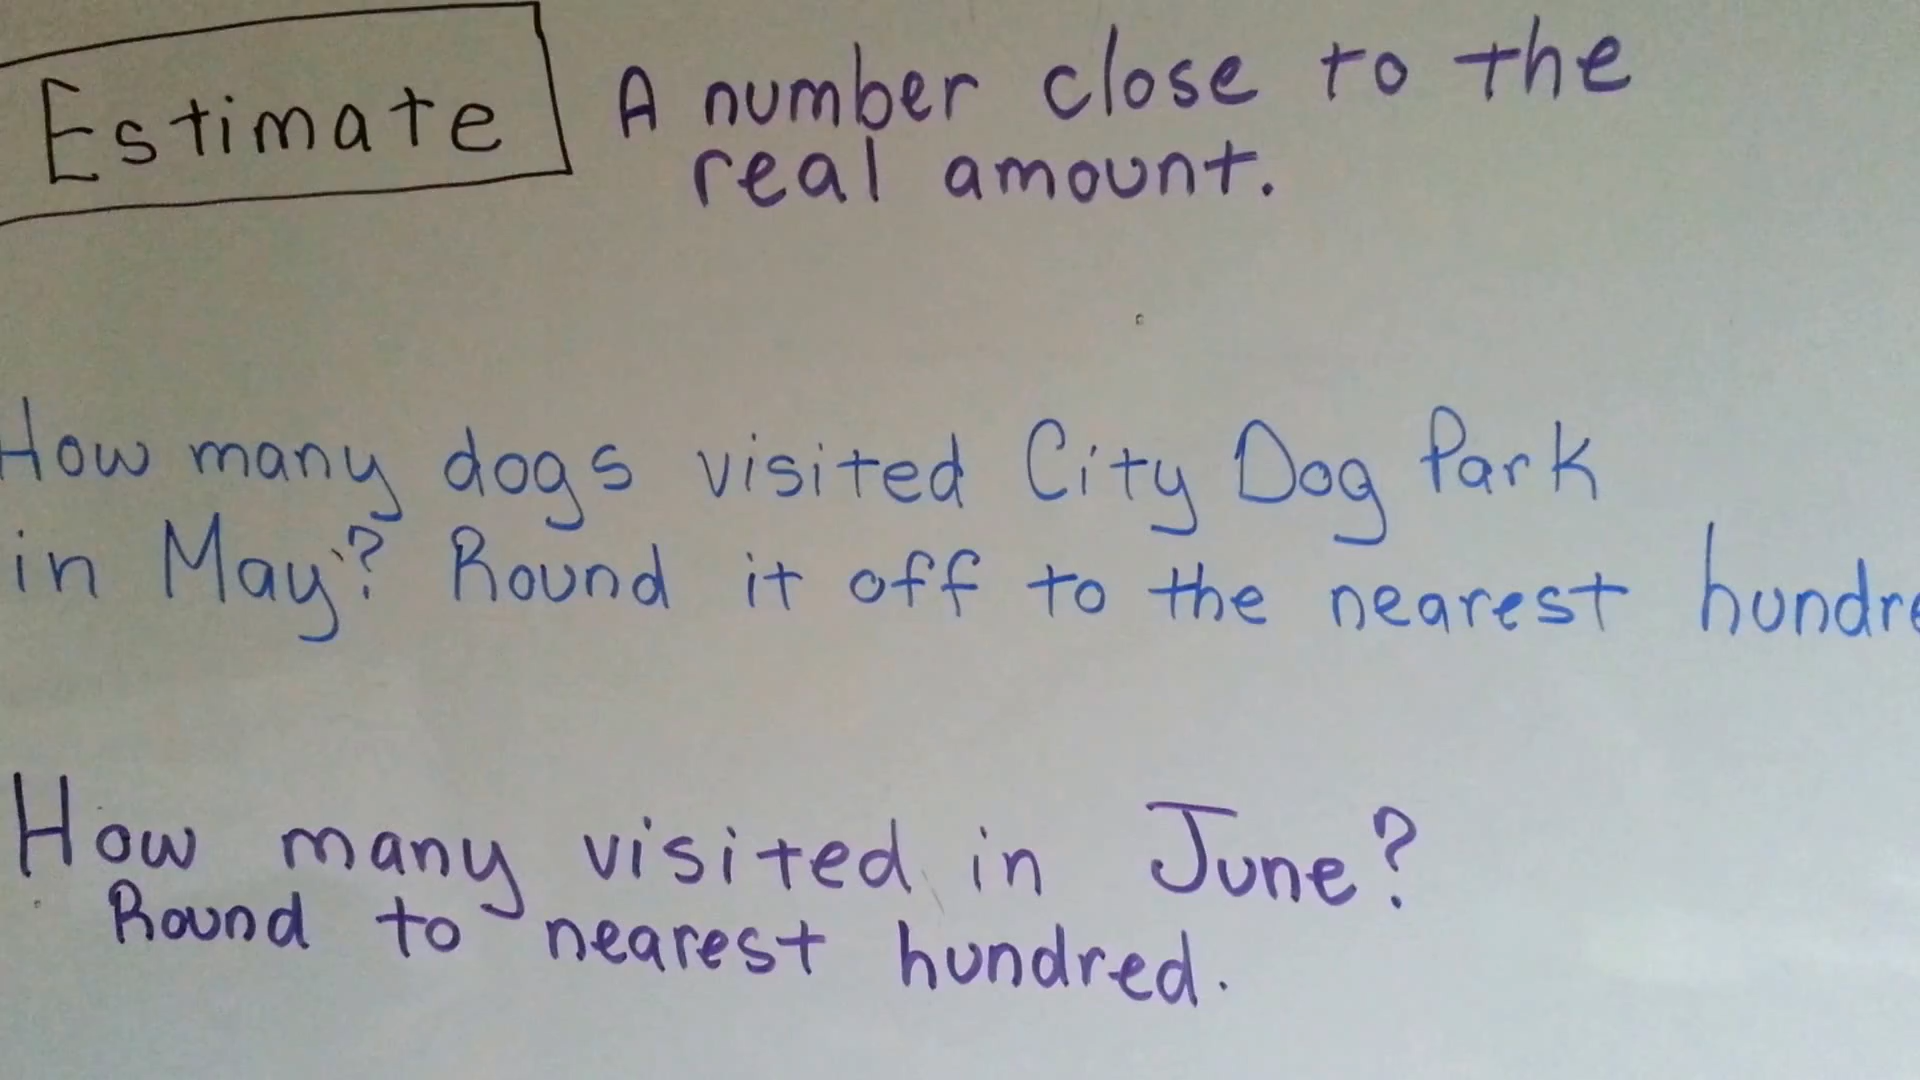 Estimate A number close to the
real amount.
How many dogs visited City Dog Park
in May? Round it off to the nearest hundre
How many visited in June?
Round to nearest hundred.